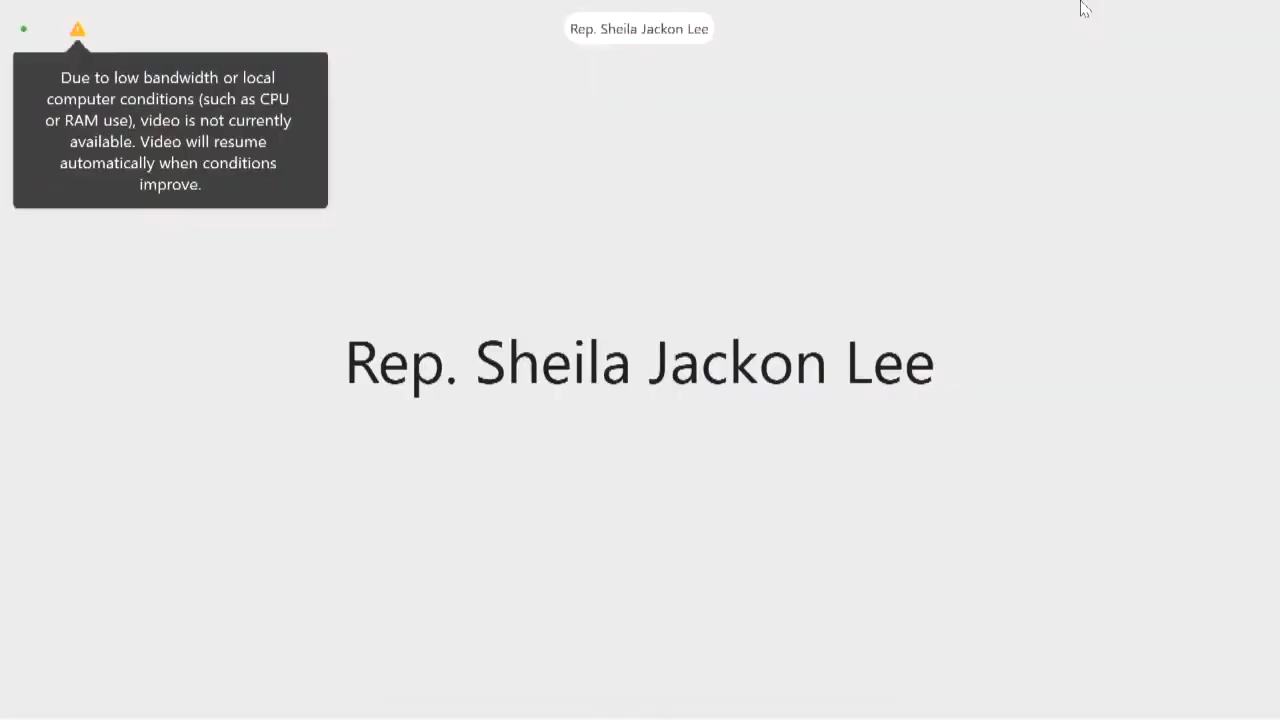 Rep. Sheila Jackon Lee
Due to low bandwidth or local
computer conditions (such as CPU
or RAM use), video is not currently
available. Video will resume
automatically when conditions
improve.
Rep. Sheila Jackon Lee